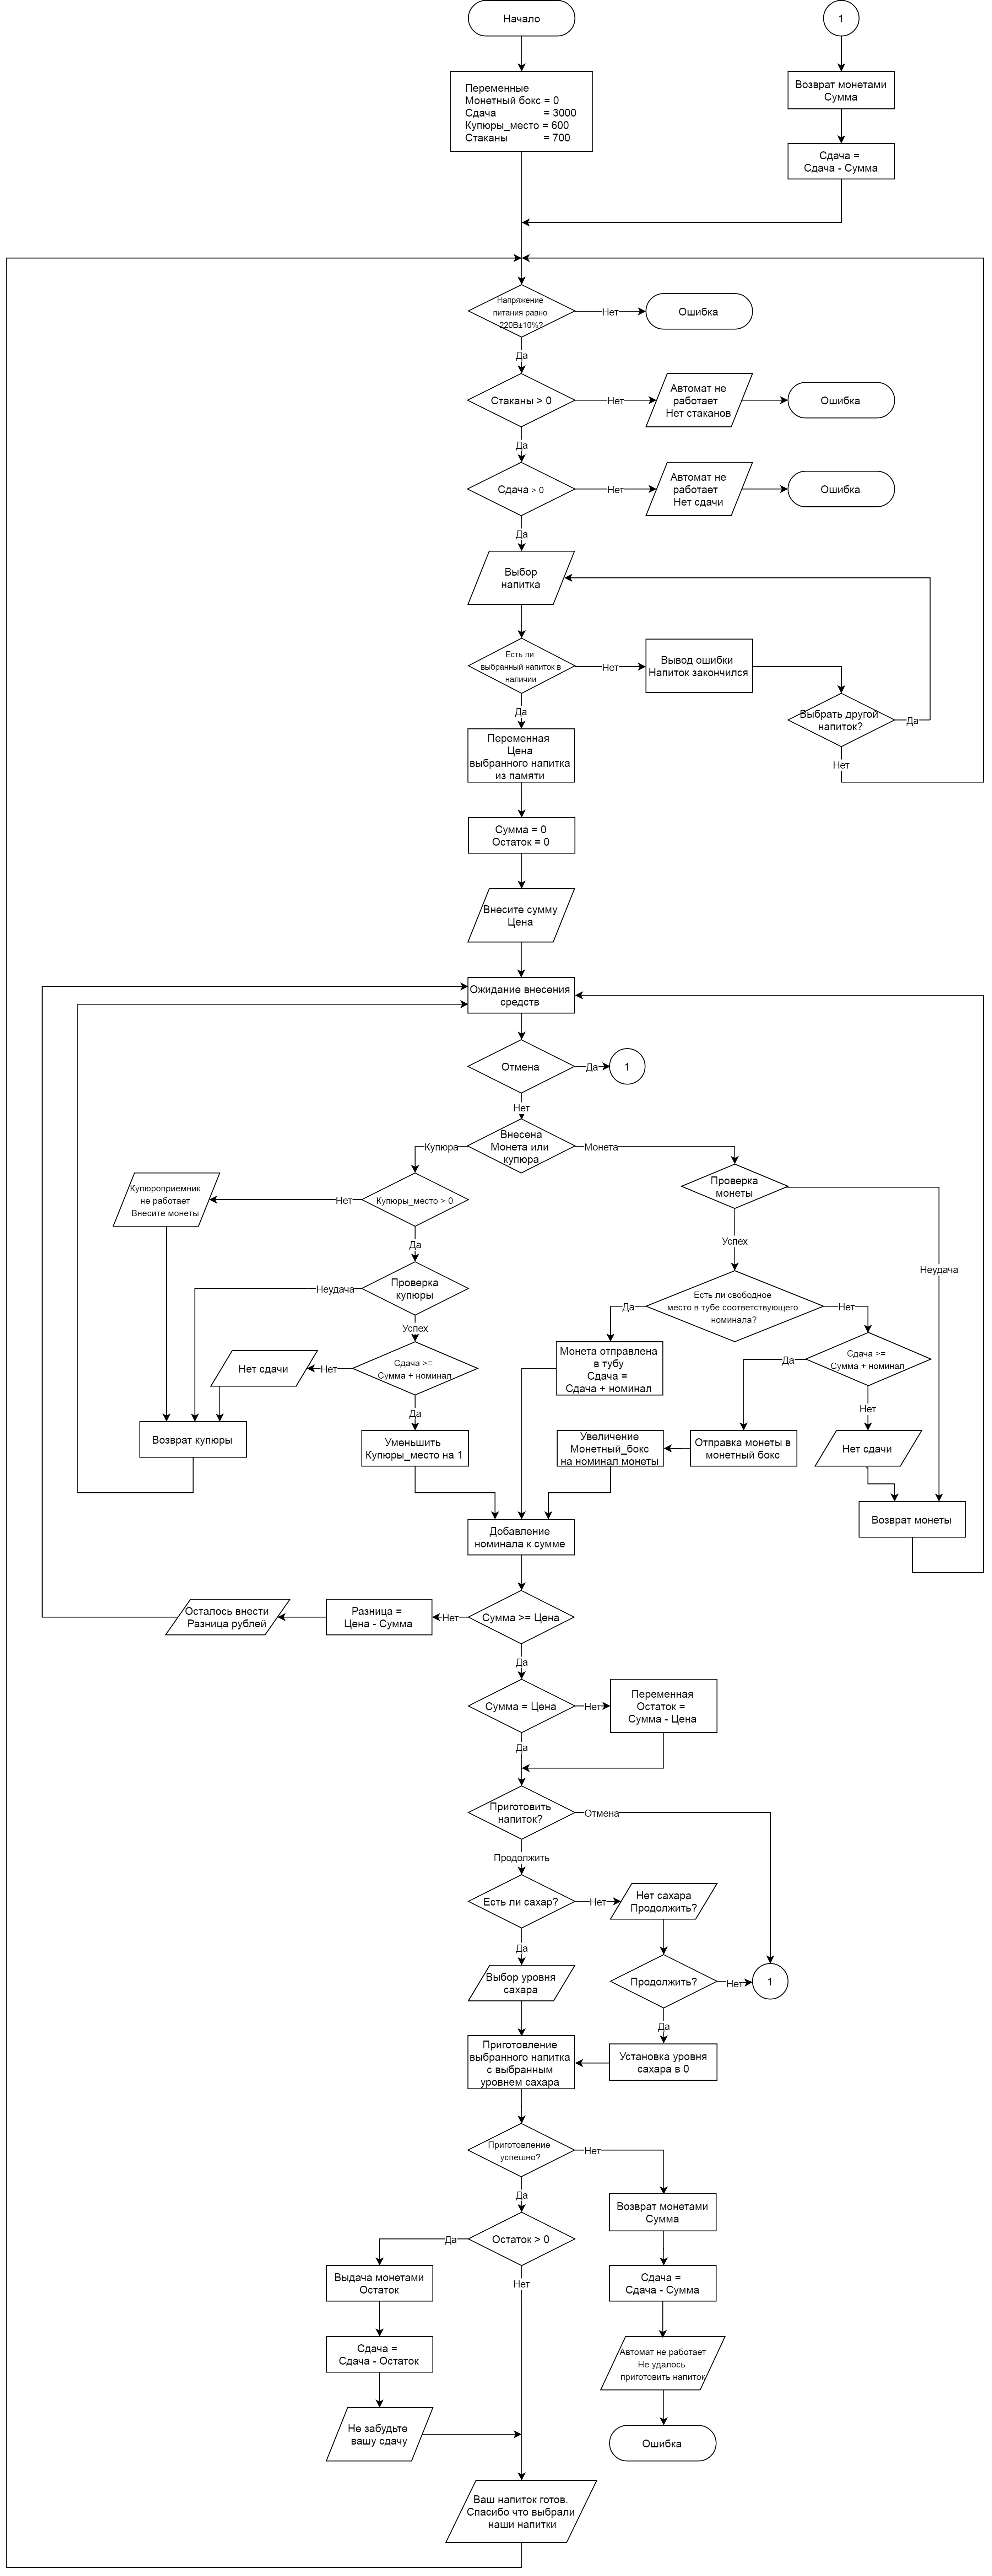 Начало
1
Переменные
Монетный бокс = 0
Сдача = 3000
Купюры_место = 600
Стаканы = 700
Возврат монетами
Сумма
Сдача =
Сдача - Сумма
Напряжение
питания равно
220В±10%?
Нет
Ошибка
Да
Стаканы > 0
Нет
Автомат не
работает
Нет стаканов
Ошибка
Да
Сдача > 0
Нет
Автомат не
работает
Нет сдачи
Ошибка
Да
Выбор
напитка
Есть ли
выбранный напиток в
наличии
Нет
Вывод ошибки
Напиток закончился
Выбрать другой
напиток?
Да
Нет
Да
Переменная
Цена
выбранного напитка
из памяти
Сумма = 0
Остаток = 0
Внесите сумму
Цена
Ожидание внесения
средств
Отмена
Да
1
Нет
Внесена
Монета или
купюра
Купюра
Монета
Купюроприемник
не работает
Внесите монеты
Нет
Купюры_место > 0
Проверка
монеты
Да
Успех
Неудача
Неудача
Проверка
купюры
Есть ли свободное
место в тубе соответствующего
номинала?
Да
Нет
Успех
Нет сдачи
Нет
Сдача >=
Сумма + номинал
Монета отправлена
в тубу
Сдача =
Сдача + номинал
Да
Сдача >=
Сумма + номинал
Да
Нет
Возврат купюры
Уменьшить
Купюры_место на 1
Увеличение
Монетный_бокс
на номинал монеты
Отправка монеты в
монетный бокс
Нет сдачи
Возврат монеты
Добавление
номинала к сумме
Осталось внести
Разница рублей
Разница =
Цена - Сумма
Нет
Сумма >= Цена
Да
Сумма = Цена
Нет
Переменная
Остаток =
Сумма - Цена
Да
Приготовить
напиток?
Отмена
Продолжить
Есть ли сахар?
Нет
Нет сахара
Продолжить?
Да
Выбор уровня
сахара
Продолжить?
Нет
1
Да
Приготовление
выбранного напитка
с выбранным
уровнем сахара
Установка уровня
сахара в 0
Приготовление
успешно?
Нет
Да
Возврат монетами
Сумма
Да
Остаток > 0
Нет
Выдача монетами
Остаток
Сдача =
Сдача - Сумма
Сдача =
Сдача - Остаток
Автомат не работает
Не удалось
приготовить напиток
Не забудьте
вашу сдачу
Ошибка
Ваш напиток готов.
Спасибо что выбрали
наши напитки